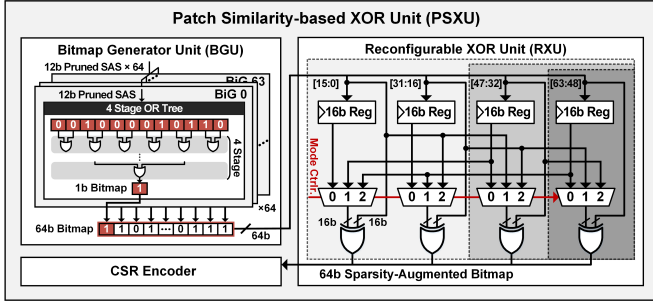 Patch Similarity-based XOR Unit (PSXU)
Bitmap Generator Unit (BGU)
12b Pruned SAS × 64
BiG 63
12b Pruned SAS
BiG 0
4 Stage OR Tree
0 0 1 0 0 0 0 1 0 1 1 0
4 Stage
1b Bitmap
1
×64
64b Bitmap
1 1 0 1 ⋯ 0 1 1 1
64b
CSR Encoder
Reconfigurable XOR Unit (RXU)
[15:0] [31:16] [47:32] [63:48]
16b Reg 16b Reg 16b Reg 16b Reg
Mode Ctrlr.
0 1 2 0 1 2 0 1 2 0 1 2
16b 16b
64b Sparsity-Augmented Bitmap